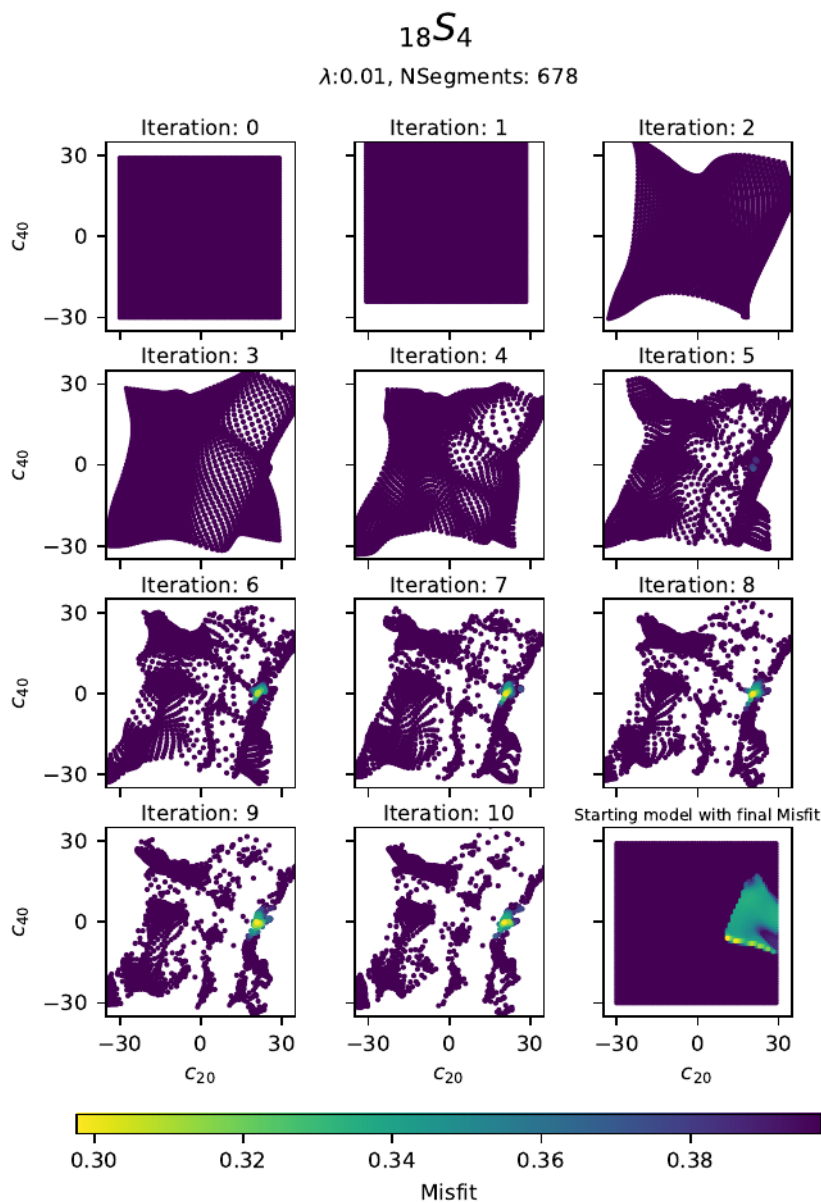 ₁₈S₄
λ:0.01, NSegments: 678
Iteration: 0
Iteration: 1
Iteration: 2
30
0
−30
c₄₀
Iteration: 3
Iteration: 4
Iteration: 5
30
0
−30
c₄₀
Iteration: 6
Iteration: 7
Iteration: 8
30
0
−30
c₄₀
Iteration: 9
Iteration: 10
Starting model with final Misfit
30
0
−30
c₄₀
−30 0 30
−30 0 30
−30 0 30
c₂₀
c₂₀
c₂₀
0.30 0.32 0.34 0.36 0.38
Misfit